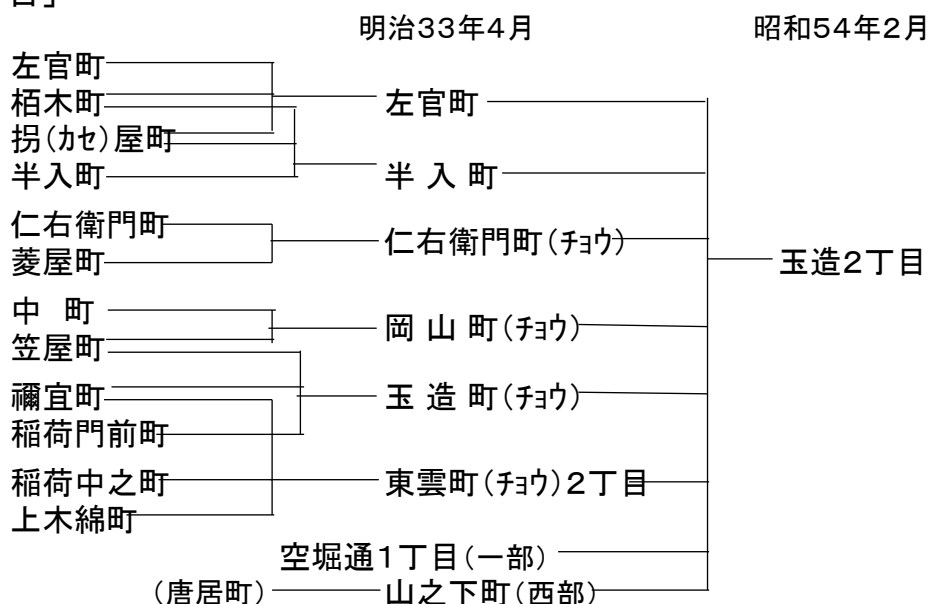 目」
明治33年4月 昭和54年2月
左官町
栢木町 左官町
拐(ｶｾ)屋町
半入町 半 入 町
仁右衛門町 仁右衛門町(ﾁｮｳ)
菱屋町 玉造2丁目
中 町 岡 山 町(ﾁｮｳ)
笠屋町
禰宜町 玉 造 町(ﾁｮｳ)
稲荷門前町
稲荷中之町 東雲町(ﾁｮｳ)2丁目
上木綿町
空堀通1丁目(一部)
(唐居町) 山之下町(西部)